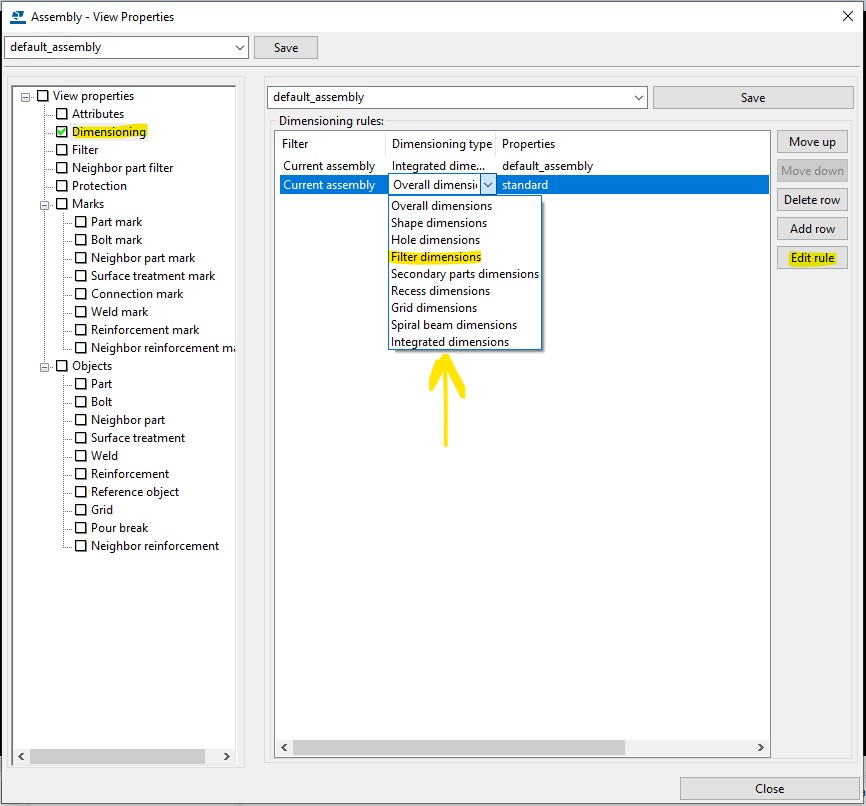 Assembly - View Properties
default_assembly
Save
View properties
Attributes
Dimensioning
Filter
Neighbor part filter
Protection
Marks
Part mark
Bolt mark
Neighbor part mark
Surface treatment mark
Connection mark
Weld mark
Reinforcement mark
Neighbor reinforcement ma
Objects
Part
Bolt
Neighbor part
Surface treatment
Weld
Reinforcement
Reference object
Grid
Pour break
Neighbor reinforcement
default_assembly
Save
Dimensioning rules:
Filter Dimensioning type Properties
Current assembly Integrated dime... default_assembly
Current assembly Overall dimensi standard
Overall dimensions
Shape dimensions
Hole dimensions
Filter dimensions
Secondary parts dimensions
Recess dimensions
Grid dimensions
Spiral beam dimensions
Integrated dimensions
Move up
Move down
Delete row
Add row
Edit rule
Close